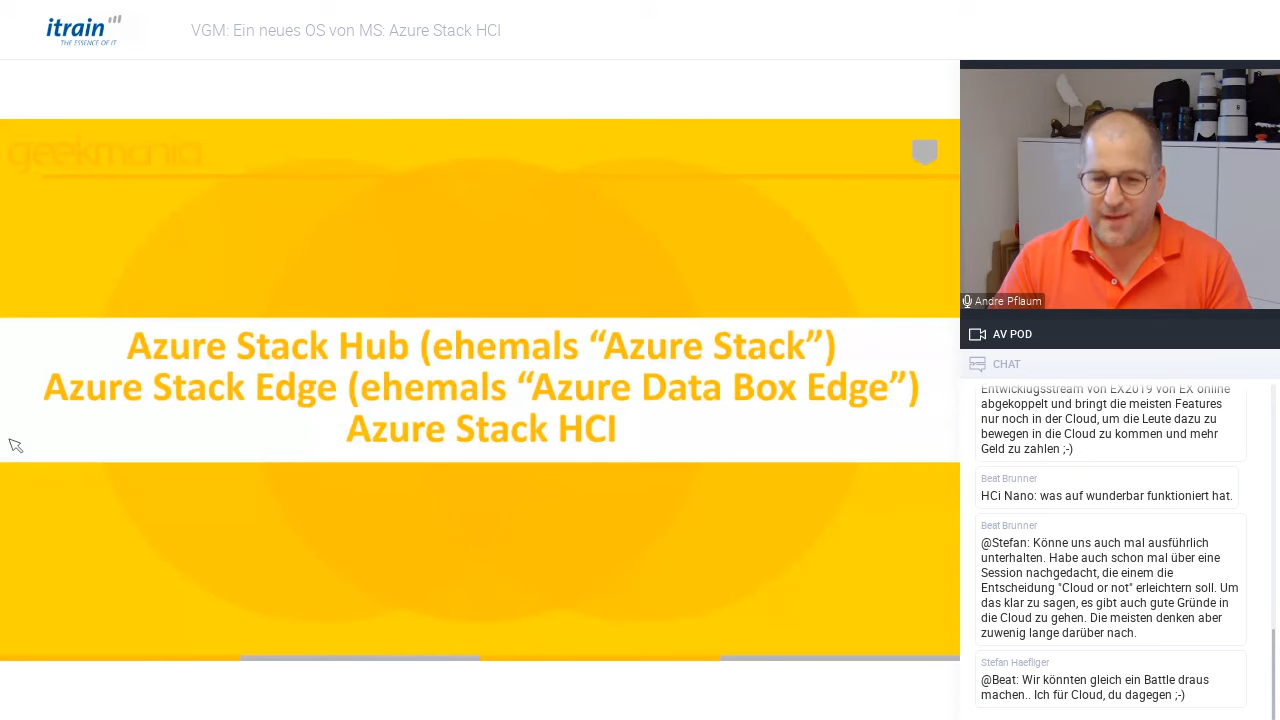 itrain
THE ESSENCE OF IT
VGM: Ein neues OS von MS: Azure Stack HCI
geekmania
Azure Stack Hub (ehemals “Azure Stack”)
Azure Stack Edge (ehemals “Azure Data Box Edge”)
Azure Stack HCI
Andre Pflaum
AV POD
CHAT
Entwicklugsstream von EX2019 von EX online
abgekoppelt und bringt die meisten Features
nur noch in der Cloud, um die Leute dazu zu
bewegen in die Cloud zu kommen und mehr
Geld zu zahlen ;-)
Beat Brunner
HCi Nano: was auf wunderbar funktioniert hat.
Beat Brunner
@Stefan: Könne uns auch mal ausführlich
unterhalten. Habe auch schon mal über eine
Session nachgedacht, die einem die
Entscheidung "Cloud or not" erleichtern soll. Um
das klar zu sagen, es gibt auch gute Gründe in
die Cloud zu gehen. Die meisten denken aber
zuwenig lange darüber nach.
Stefan Haefliger
@Beat: Wir könnten gleich ein Battle draus
machen.. Ich für Cloud, du dagegen ;-)